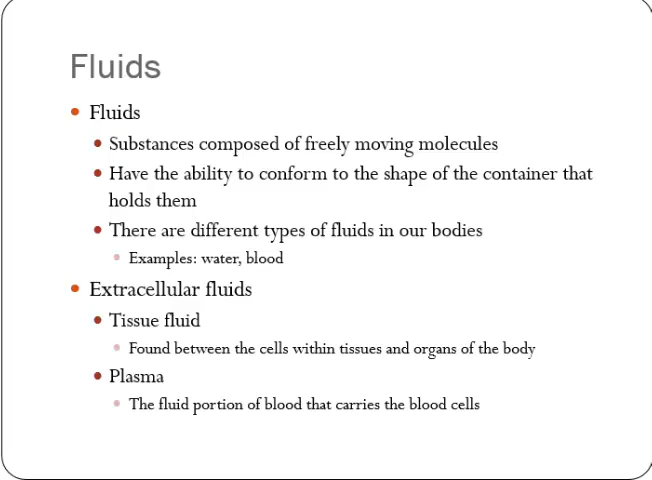 Fluids
Fluids
Substances composed of freely moving molecules
Have the ability to conform to the shape of the container that
holds them
There are different types of fluids in our bodies
Examples: water, blood
Extracellular fluids
Tissue fluid
Found between the cells within tissues and organs of the body
Plasma
The fluid portion of blood that carries the blood cells